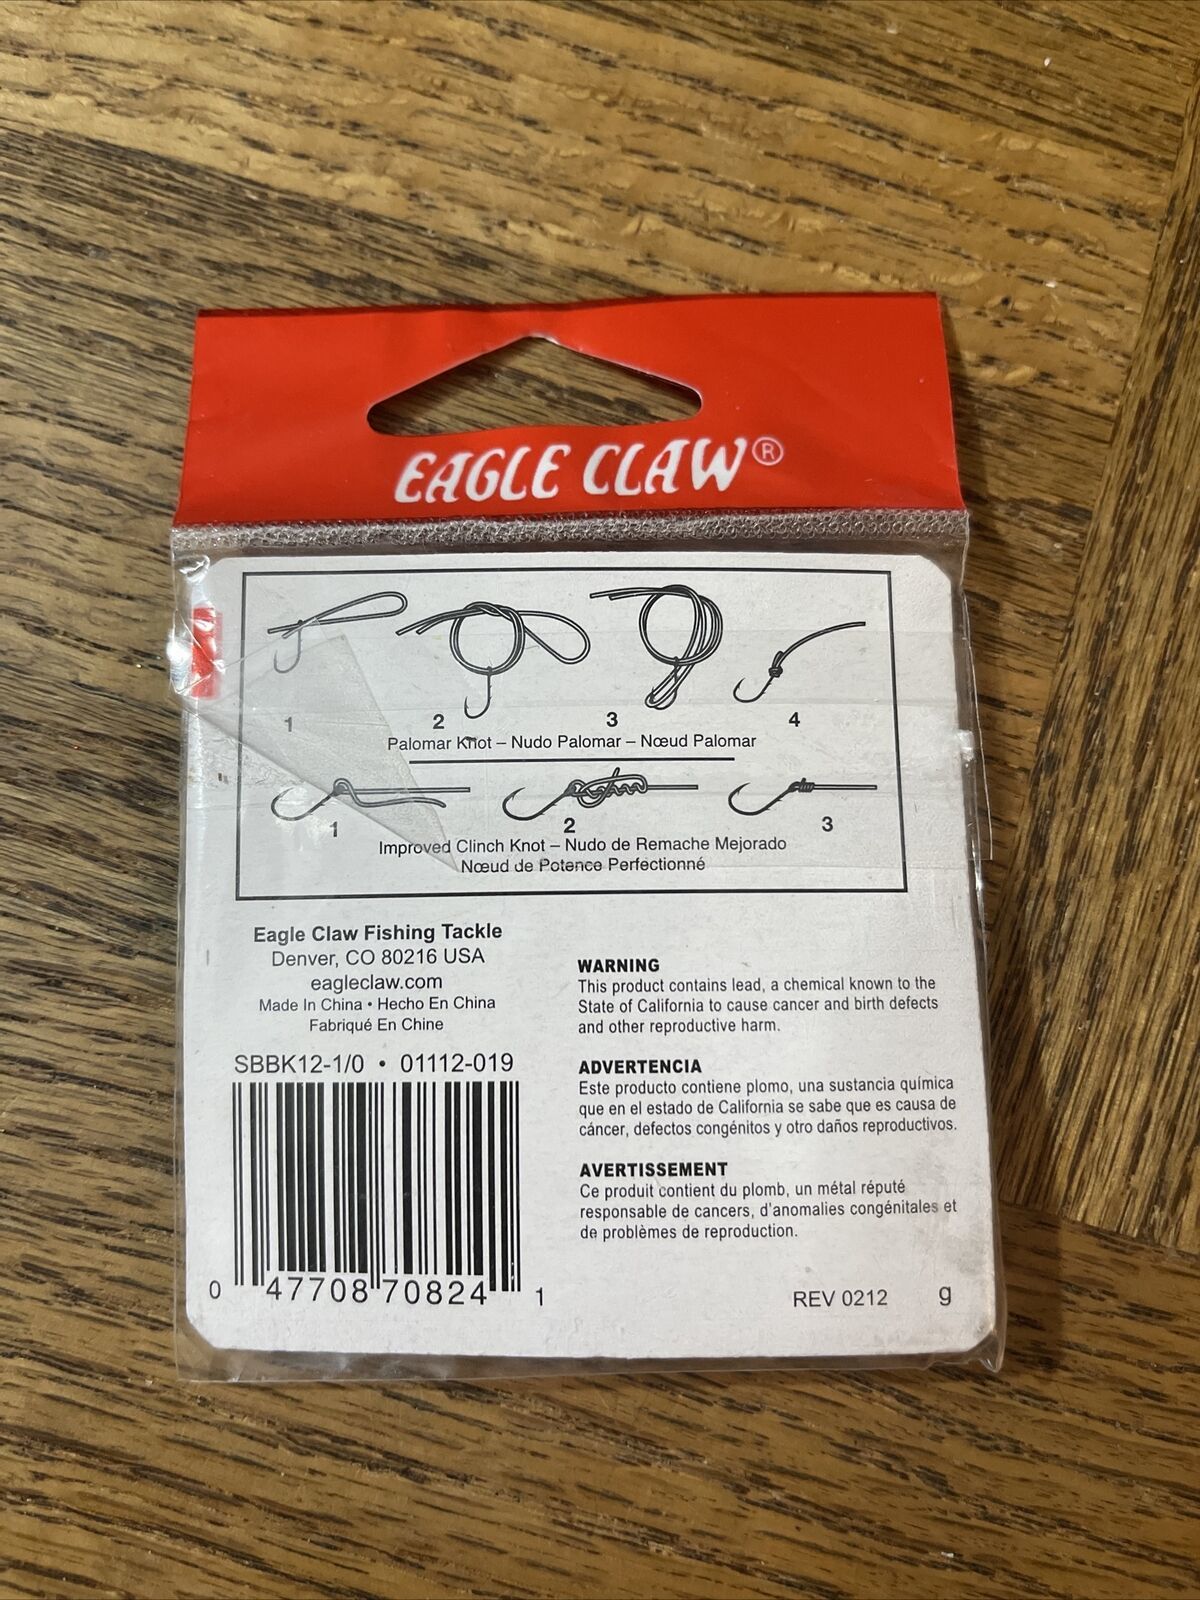 EAGLE CLAW®
1
2
3
4
Palomar Knot – Nudo Palomar – Nœud Palomar
1
2
3
Improved Clinch Knot – Nudo de Remache Mejorado
Nœud de Potence Perfectionné
Eagle Claw Fishing Tackle
Denver, CO 80216 USA
eagleclaw.com
Made In China • Hecho En China
Fabriqué En Chine
SBBK12-1/0 • 01112-019
0 47708 70824 1
WARNING
This product contains lead, a chemical known to the
State of California to cause cancer and birth defects
and other reproductive harm.
ADVERTENCIA
Este producto contiene plomo, una sustancia química
que en el estado de California se sabe que es causa de
cáncer, defectos congénitos y otro daños reproductivos.
AVERTISSEMENT
Ce produit contient du plomb, un métal réputé
responsable de cancers, d'anomalies congénitales et
de problèmes de reproduction.
REV 0212 g